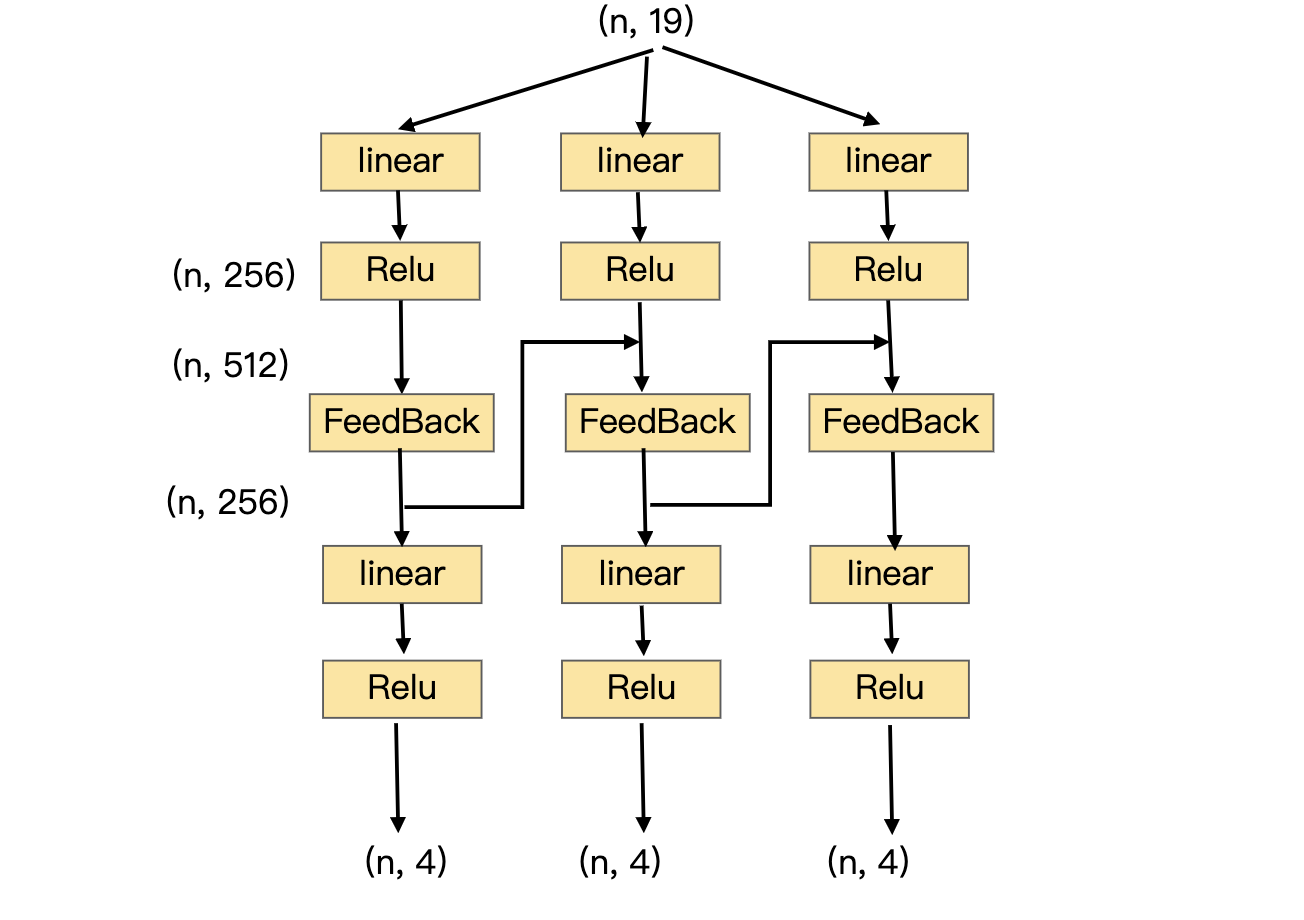 (n, 19)
linear linear linear
(n, 256) Relu Relu Relu
(n, 512)
FeedBack FeedBack FeedBack
(n, 256)
linear linear linear
Relu Relu Relu
(n, 4) (n, 4) (n, 4)